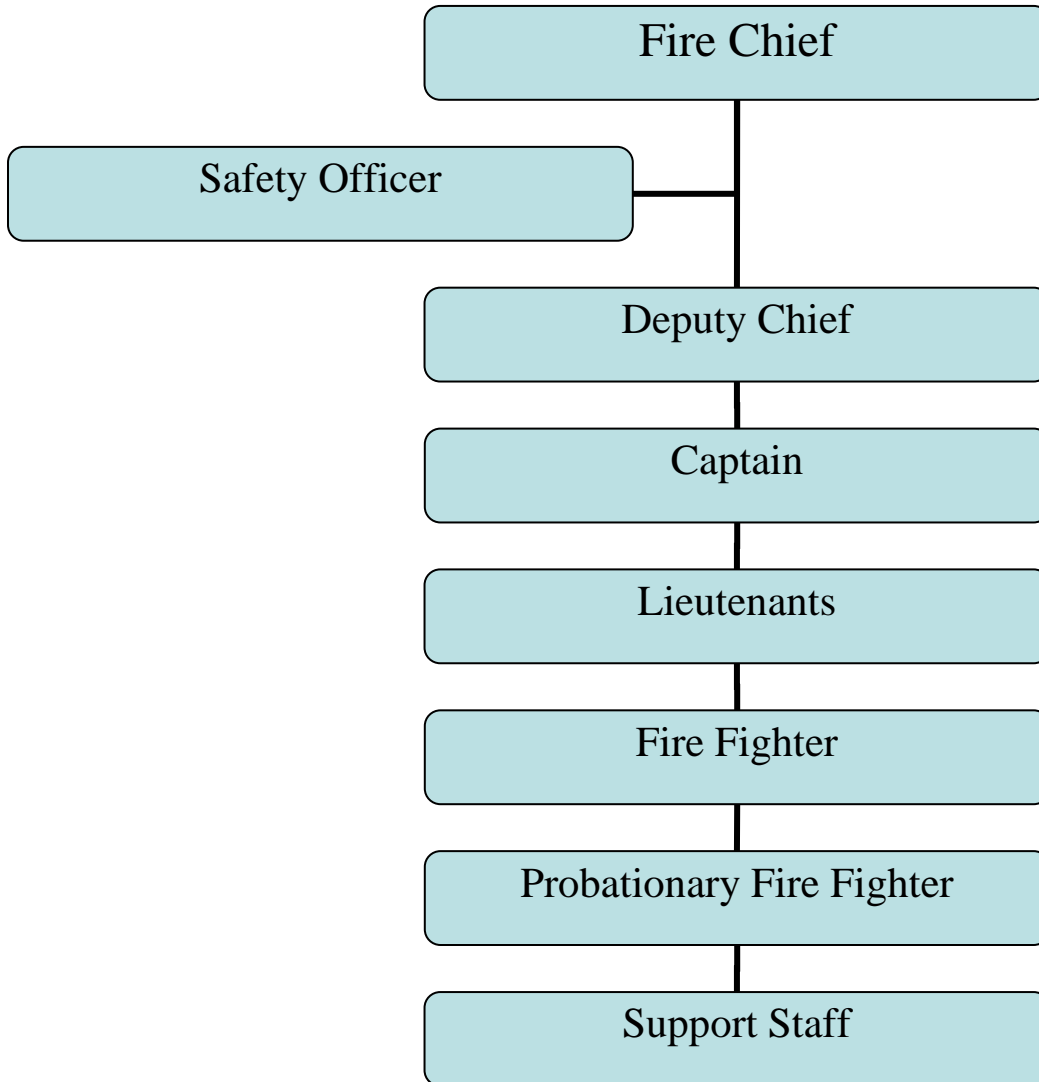 Fire Chief
Safety Officer
Deputy Chief
Captain
Lieutenants
Fire Fighter
Probationary Fire Fighter
Support Staff